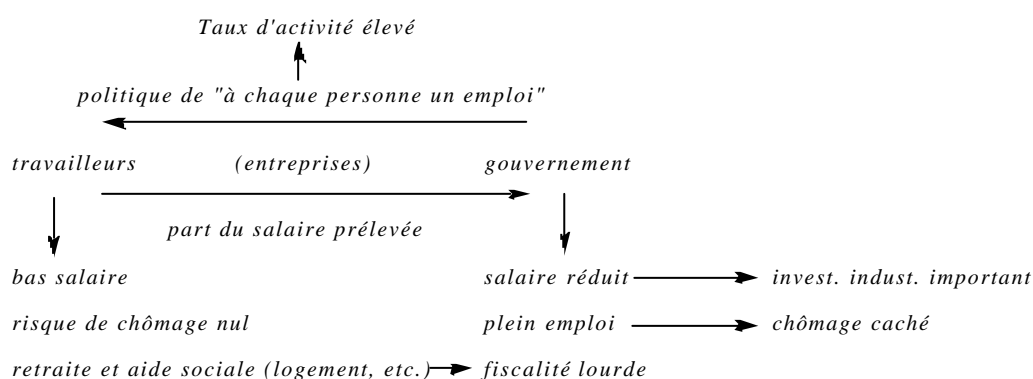 Taux d'activité élevé
politique de "à chaque personne un emploi"
travailleurs (entreprises) gouvernement
part du salaire prélevée
bas salaire salaire réduit invest. indust. important
risque de chômage nul plein emploi chômage caché
retraite et aide sociale (logement, etc.) fiscalité lourde